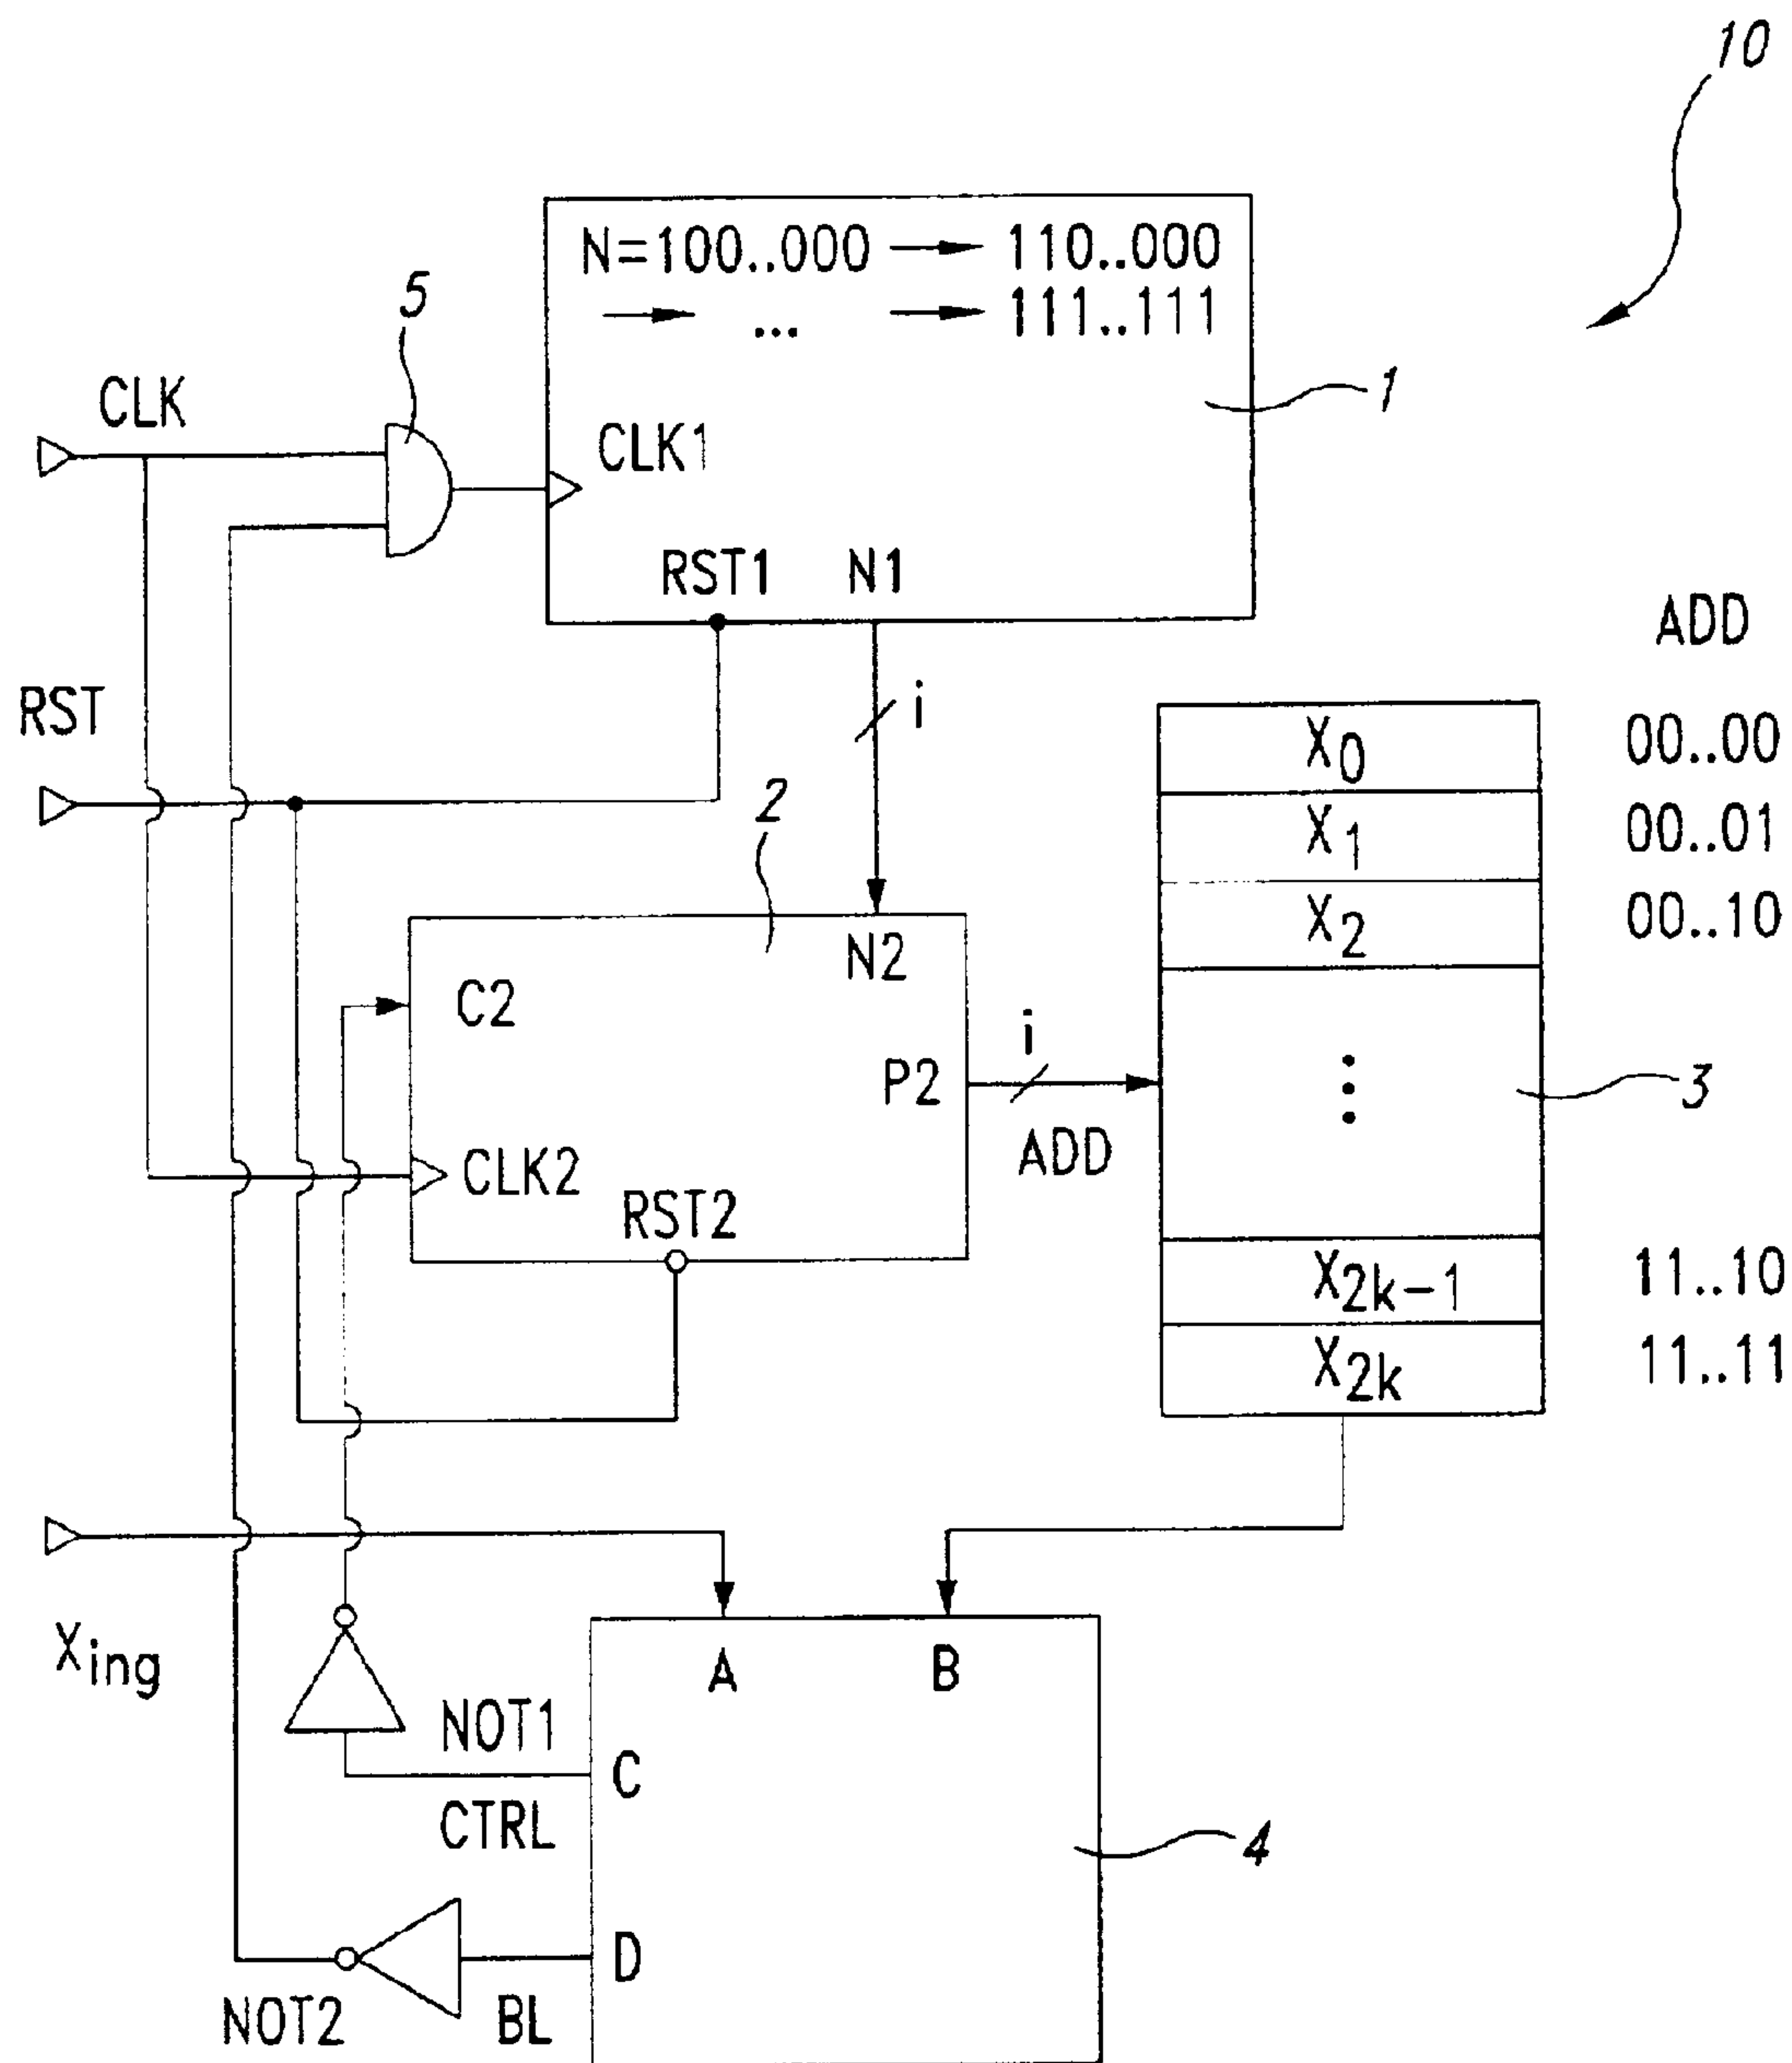 10
N=100..000 → 110..000
→ ... → 111..111
5
1
CLK
CLK1
RST1 N1
ADD
RST
i
X0 00..00
2
X1 00..01
X2 00..10
N2
C2
i
P2
3
ADD
CLK2
RST2
X2k-1 11..10
X2k 11..11
Xing
A B
NOT1
C
CTRL
4
D
NOT2 BL